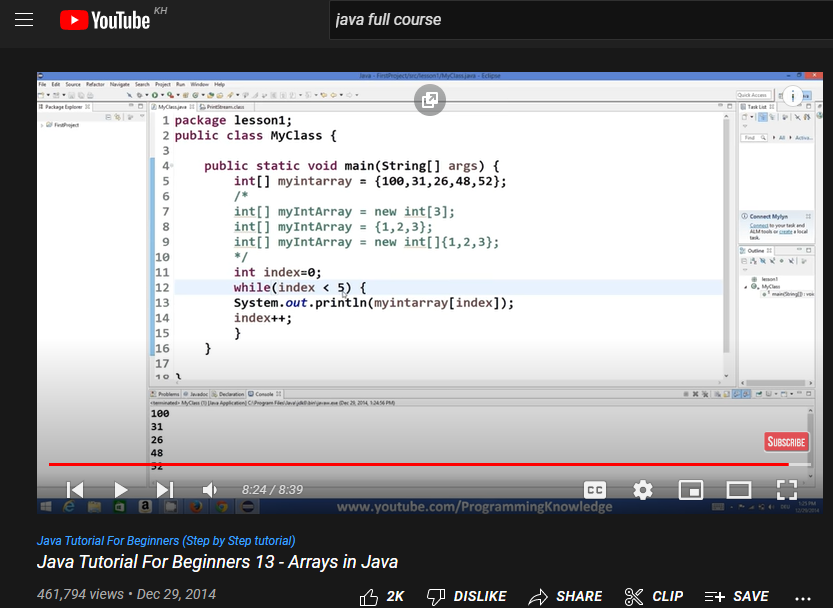 YouTube KH
java full course
Java - FirstProject/src/lesson1/MyClass.java - Eclipse
File Edit Source Refactor Navigate Search Project Run Window Help
Quick Access
Package Explorer
MyClass.java
PrintStream.class
Task List
FirstProject
Find
All
Activa...
1 package lesson1;
2 public class MyClass {
3
4 public static void main(String[] args) {
5 int[] myintarray = {100,31,26,48,52};
6 /*
7 int[] myIntArray = new int[3];
8 int[] myIntArray = {1,2,3};
9 int[] myIntArray = new int[]{1,2,3};
10 */
11 int index=0;
12 while(index < 5) {
13 System.out.println(myintarray[index]);
14 index++;
15 }
16 }
17
18 }
Connect Mylyn
Connect to your task and
ALM tools or create a local
task.
Outline
lesson1
MyClass
main(String[]) : void
Problems Javadoc Declaration Console
<terminated> MyClass (1) [Java Application] C:\Program Files\Java\jdk8\bin\javaw.exe (Dec 29, 2014, 1:24:56 PM)
100
31
26
48
52
SUBSCRIBE
8:24 / 8:39
CC
www.youtube.com/ProgrammingKnowledge
Java Tutorial For Beginners (Step by Step tutorial)
Java Tutorial For Beginners 13 - Arrays in Java
461,794 views • Dec 29, 2014
2K DISLIKE SHARE CLIP SAVE ...